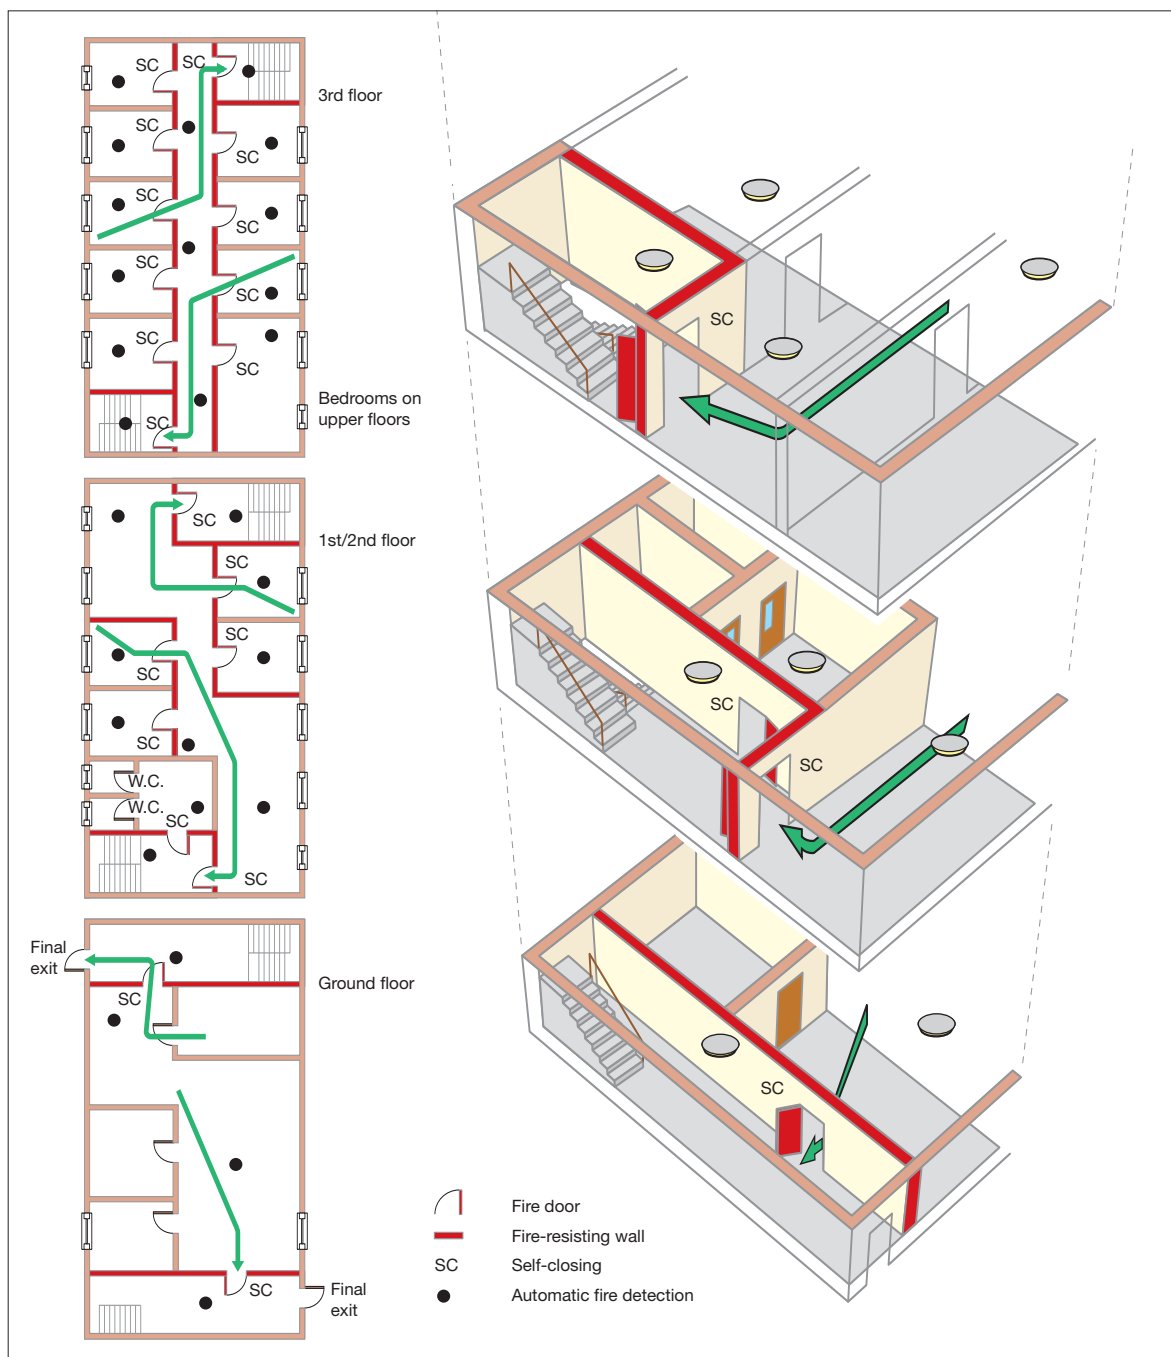 SC
SC
3rd floor
SC
SC
SC
SC
SC
SC
SC
SC
SC
Bedrooms on
upper floors
SC
SC
1st/2nd floor
SC
SC
SC
SC
W.C.
W.C.
SC
SC
Final
exit
SC
Ground floor
SC
Final
exit
SC
SC
SC
SC
Fire door
Fire-resisting wall
SC
Self-closing
Automatic fire detection